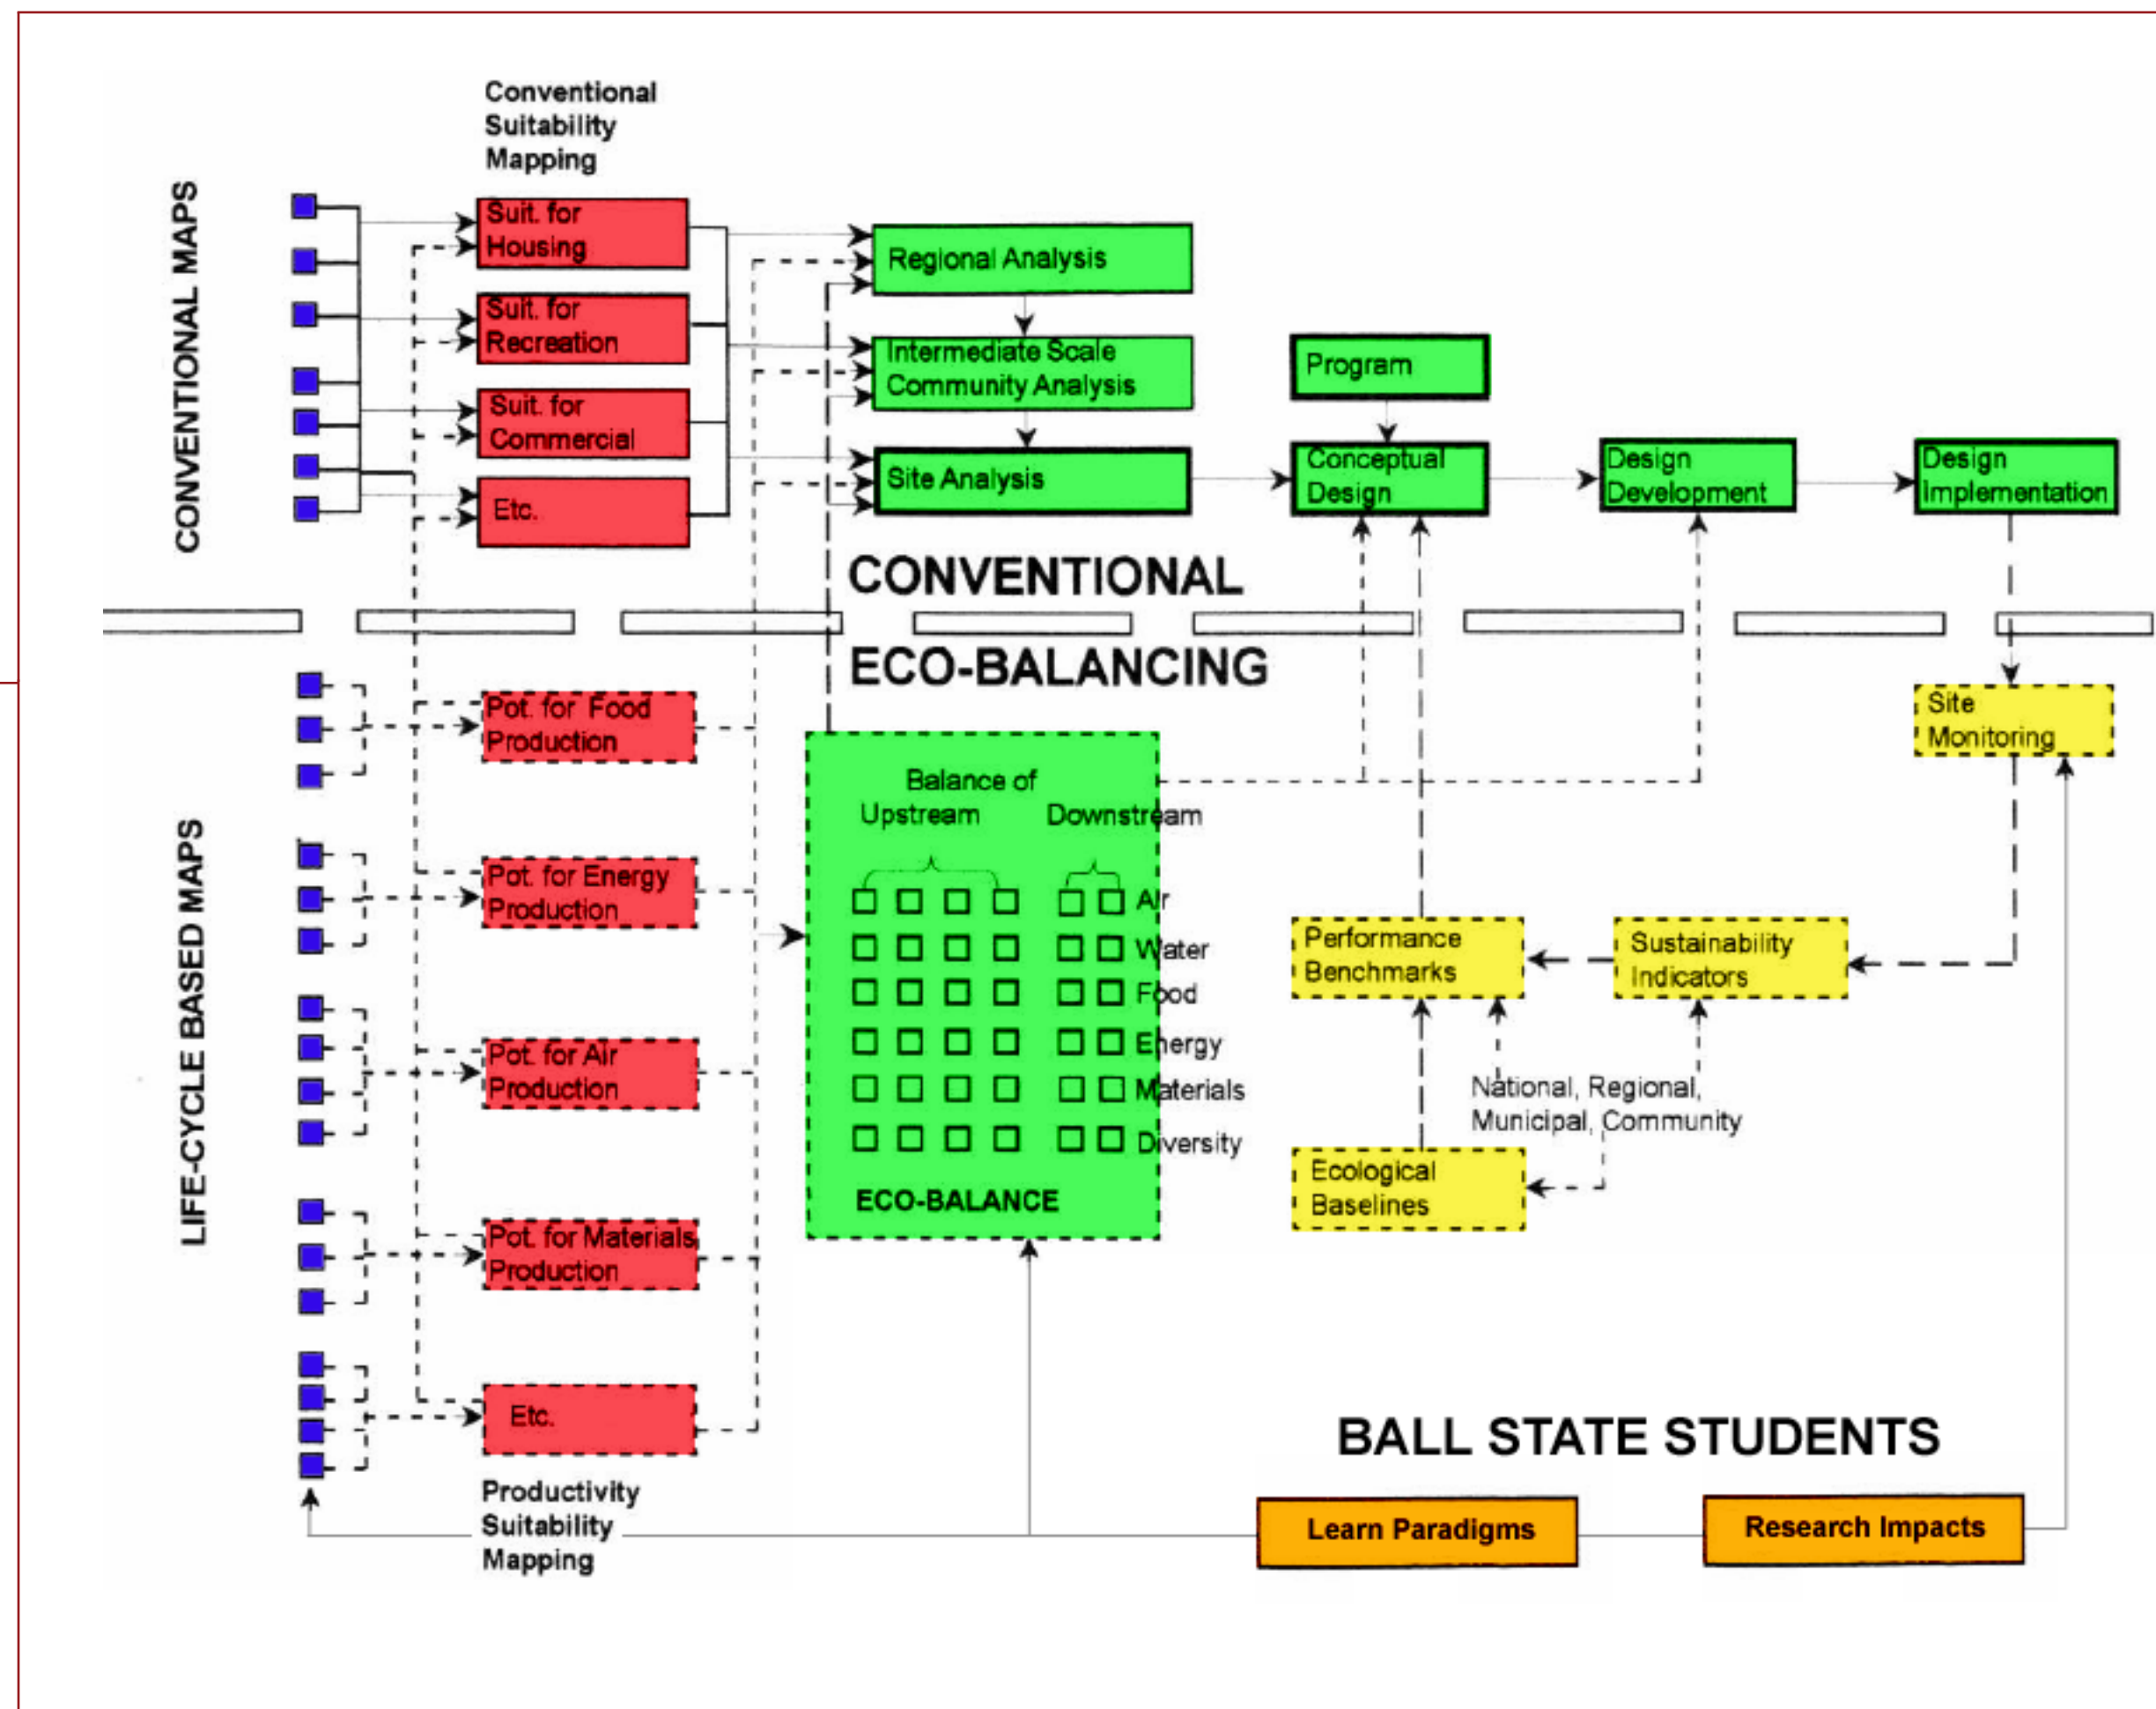 Conventional
Suitability
Mapping
CONVENTIONAL MAPS
Suit. for
Housing
Suit. for
Recreation
Suit. for
Commercial
Etc.
Regional Analysis
Intermediate Scale
Community Analysis
Site Analysis
Program
Conceptual
Design
Design
Development
Design
Implementation
CONVENTIONAL
ECO-BALANCING
LIFE-CYCLE BASED MAPS
Pot. for Food
Production
Pot. for Energy
Production
Pot. for Air
Production
Pot. for Materials
Production
Etc.
Productivity
Suitability
Mapping
Balance of
Upstream Downstream
Air
Water
Food
Energy
Materials
Diversity
ECO-BALANCE
Site
Monitoring
Performance
Benchmarks
Sustainability
Indicators
National, Regional,
Municipal, Community
Ecological
Baselines
BALL STATE STUDENTS
Learn Paradigms
Research Impacts